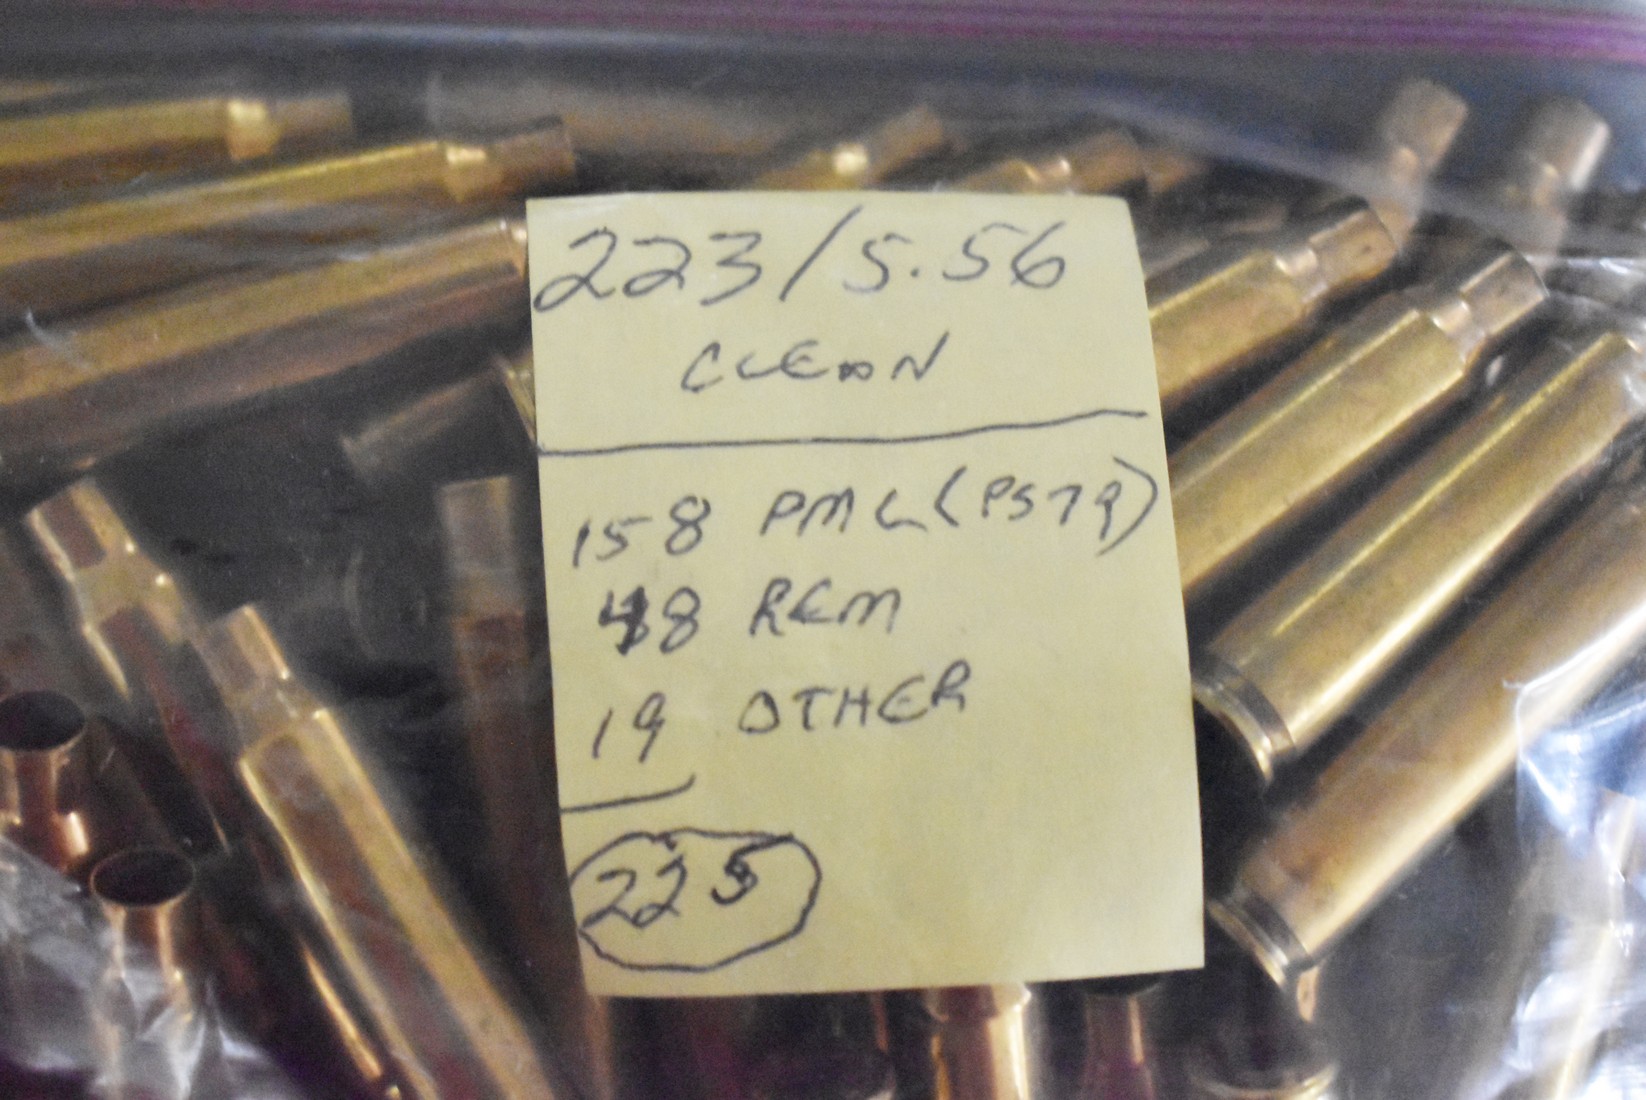 223/5.56
CLEAN
158 PMC (PS79)
48 REM
19 OTHER
225